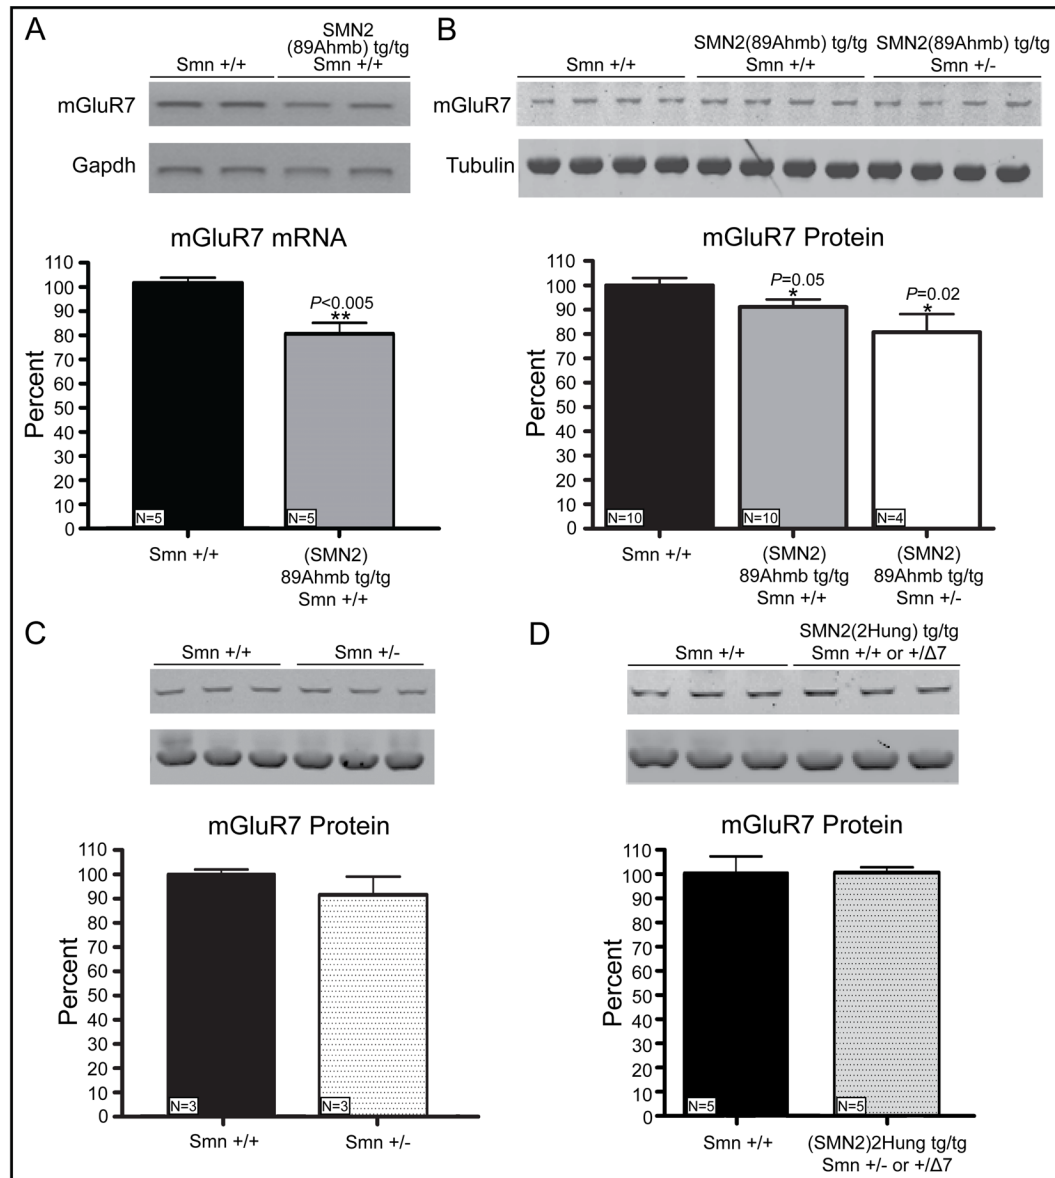 A
SMN2
(89Ahmb) tg/tg
Smn +/+
Smn +/+
mGluR7
Gapdh
mGluR7 mRNA
Percent
110
100
90
80
70
60
50
40
30
20
10
0
P<0.005
**
N=5
N=5
Smn +/+
(SMN2)
89Ahmb tg/tg
Smn +/+
B
SMN2(89Ahmb) tg/tg
SMN2(89Ahmb) tg/tg
Smn +/+
Smn +/+
Smn +/-
mGluR7
Tubulin
mGluR7 Protein
Percent
110
100
90
80
70
60
50
40
30
20
10
0
P=0.05
*
P=0.02
*
N=10
N=10
N=4
Smn +/+
(SMN2)
89Ahmb tg/tg
Smn +/+
(SMN2)
89Ahmb tg/tg
Smn +/-
C
Smn +/+
Smn +/-
mGluR7 Protein
Percent
110
100
90
80
70
60
50
40
30
20
10
0
N=3
N=3
Smn +/+
Smn +/-
D
SMN2(2Hung) tg/tg
Smn +/+
Smn +/+ or +/Δ7
mGluR7 Protein
Percent
110
100
90
80
70
60
50
40
30
20
10
0
N=5
N=5
Smn +/+
(SMN2)2Hung tg/tg
Smn +/- or +/Δ7